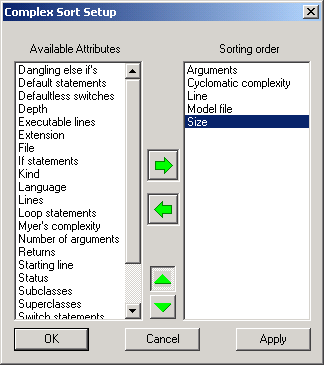 Complex Sort Setup
Available Attributes
Dangling else if's
Default statements
Defaultless switches
Depth
Executable lines
Extension
File
If statements
Kind
Language
Lines
Loop statements
Myer's complexity
Number of arguments
Returns
Starting line
Status
Subclasses
Superclasses
Switch statements
Sorting order
Arguments
Cyclomatic complexity
Line
Model file
Size
OK
Cancel
Apply